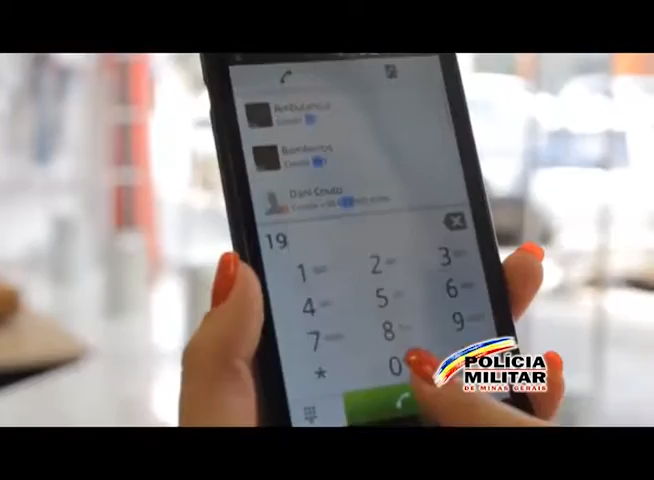 Ambulancia
Bombeiros
Dani Couto
19
1
2
3
4
5
6
7
8
9
*
0
POLÍCIA
MILITAR
DE MINAS GERAIS